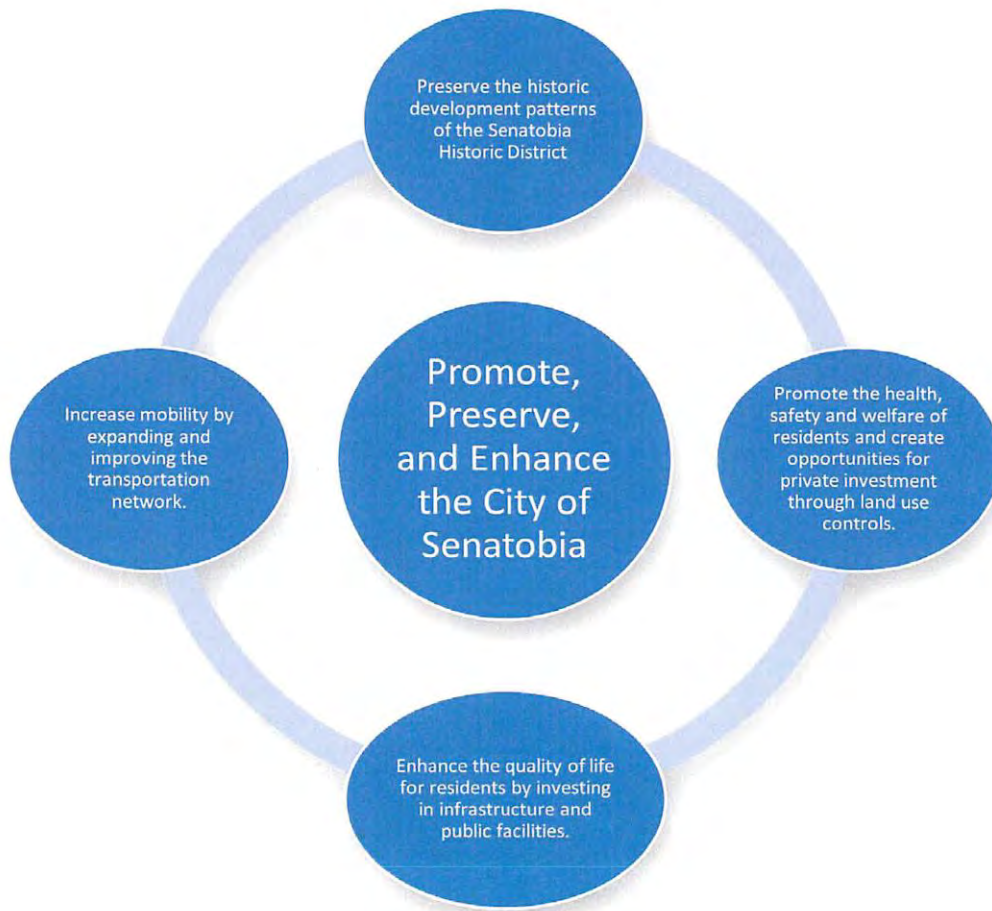 Preserve the historic
development patterns
of the Senatobia
Historic District
Promote,
Preserve,
and Enhance
the City of
Senatobia
Increase mobility by
expanding and
improving the
transportation
network.
Promote the health,
safety and welfare of
residents and create
opportunities for
private investment
through land use
controls.
Enhance the quality of life
for residents by investing
in infrastructure and
public facilities.